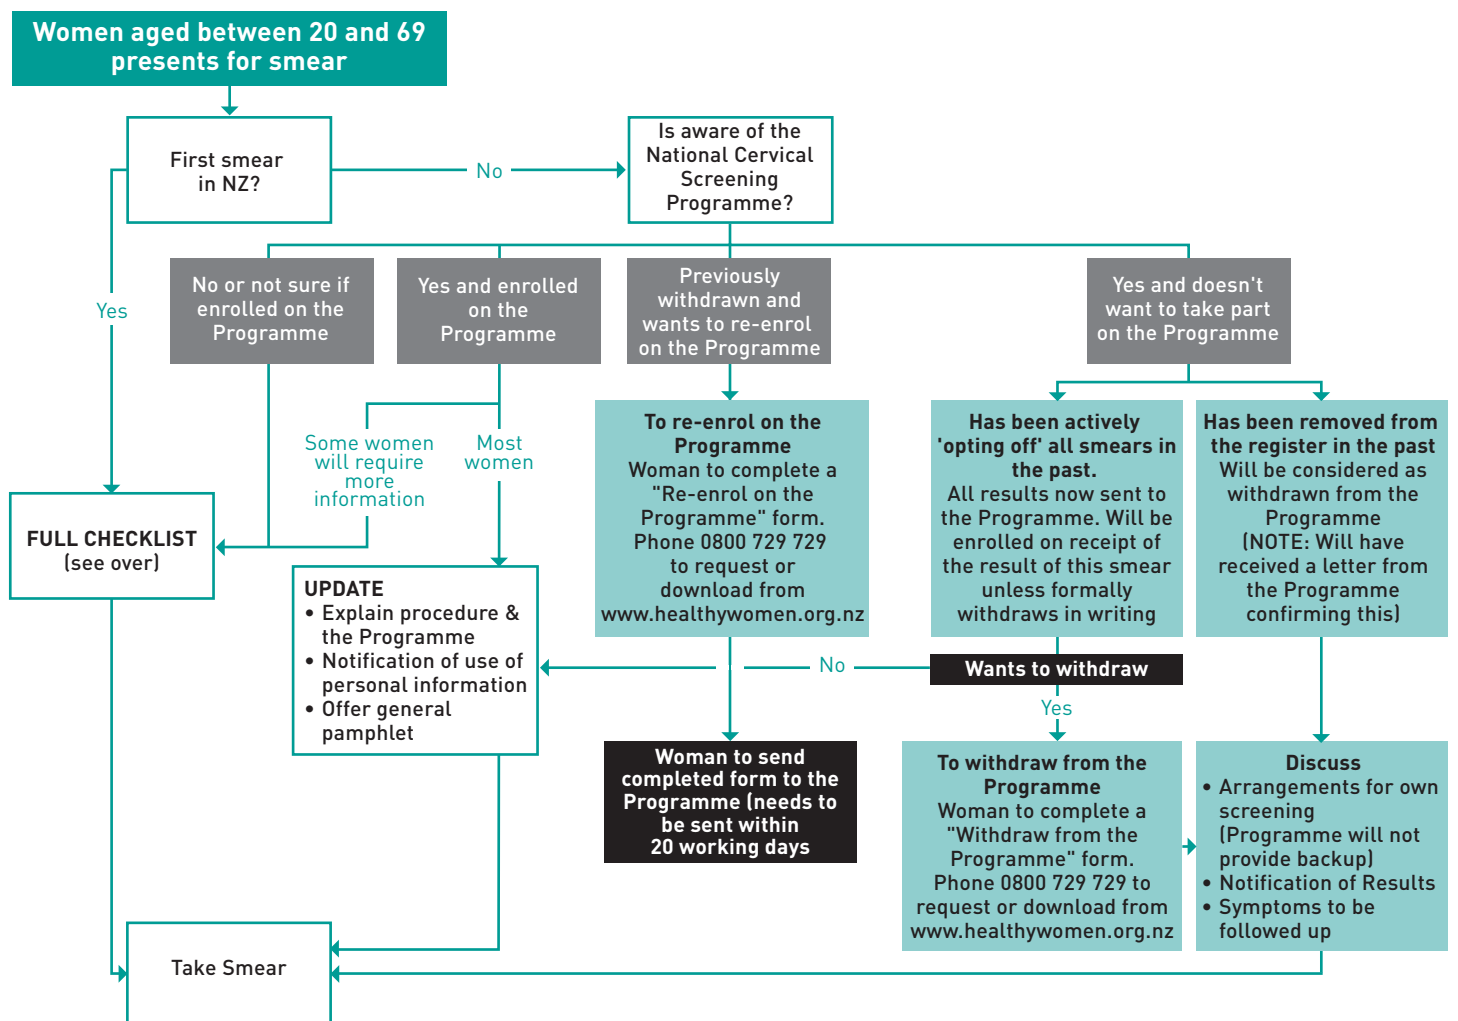 Women aged between 20 and 69
presents for smear
First smear
in NZ?
No
Is aware of the
National Cervical
Screening
Programme?
Yes
No or not sure if
enrolled on the
Programme
Yes and enrolled
on the
Programme
Previously
withdrawn and
wants to re-enrol
on the Programme
Yes and doesn't
want to take part
on the Programme
Some women
will require
more
information
Most
women
To re-enrol on the
Programme
Woman to complete a
"Re-enrol on the
Programme" form.
Phone 0800 729 729
to request or
download from
www.healthywomen.org.nz
Has been actively
'opting off' all smears in
the past.
All results now sent to
the Programme. Will be
enrolled on receipt of
the result of this smear
unless formally
withdraws in writing
Has been removed from
the register in the past
Will be considered as
withdrawn from the
Programme
(NOTE: Will have
received a letter from
the Programme
confirming this)
FULL CHECKLIST
(see over)
UPDATE
• Explain procedure &
the Programme
• Notification of use of
personal information
• Offer general
pamphlet
No
Wants to withdraw
Yes
Woman to send
completed form to the
Programme (needs to
be sent within
20 working days
To withdraw from the
Programme
Woman to complete a
"Withdraw from the
Programme" form.
Phone 0800 729 729 to
request or download from
www.healthywomen.org.nz
Discuss
• Arrangements for own
screening
(Programme will not
provide backup)
• Notification of Results
• Symptoms to be
followed up
Take Smear